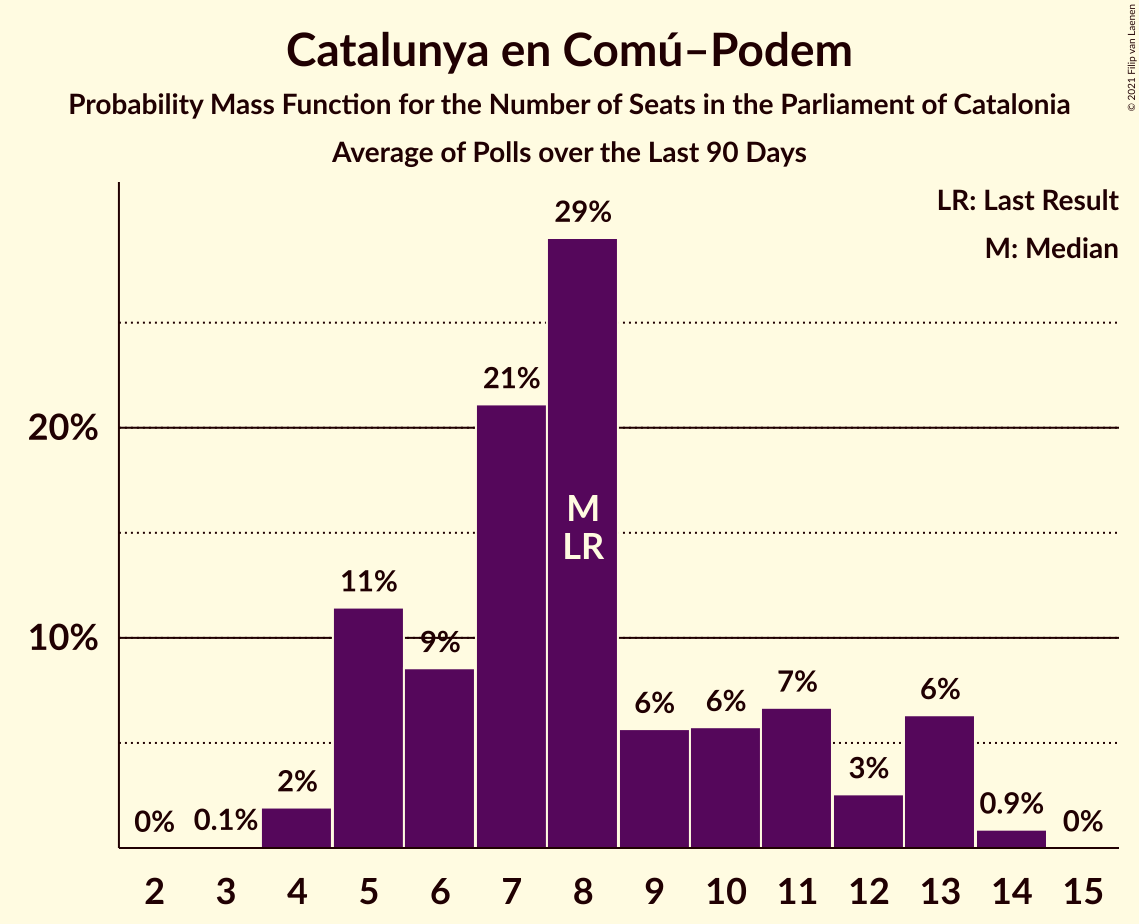 Catalunya en Comú–Podem
Probability Mass Function for the Number of Seats in the Parliament of Catalonia
Average of Polls over the Last 90 Days
© 2021 Filip van Laenen
LR: Last Result
M: Median
29%
21%
20%
M
LR
11%
10%
9%
6%
6%
7%
6%
3%
2%
0.9%
0%
0.1%
0%
2 3 4 5 6 7 8 9 10 11 12 13 14 15